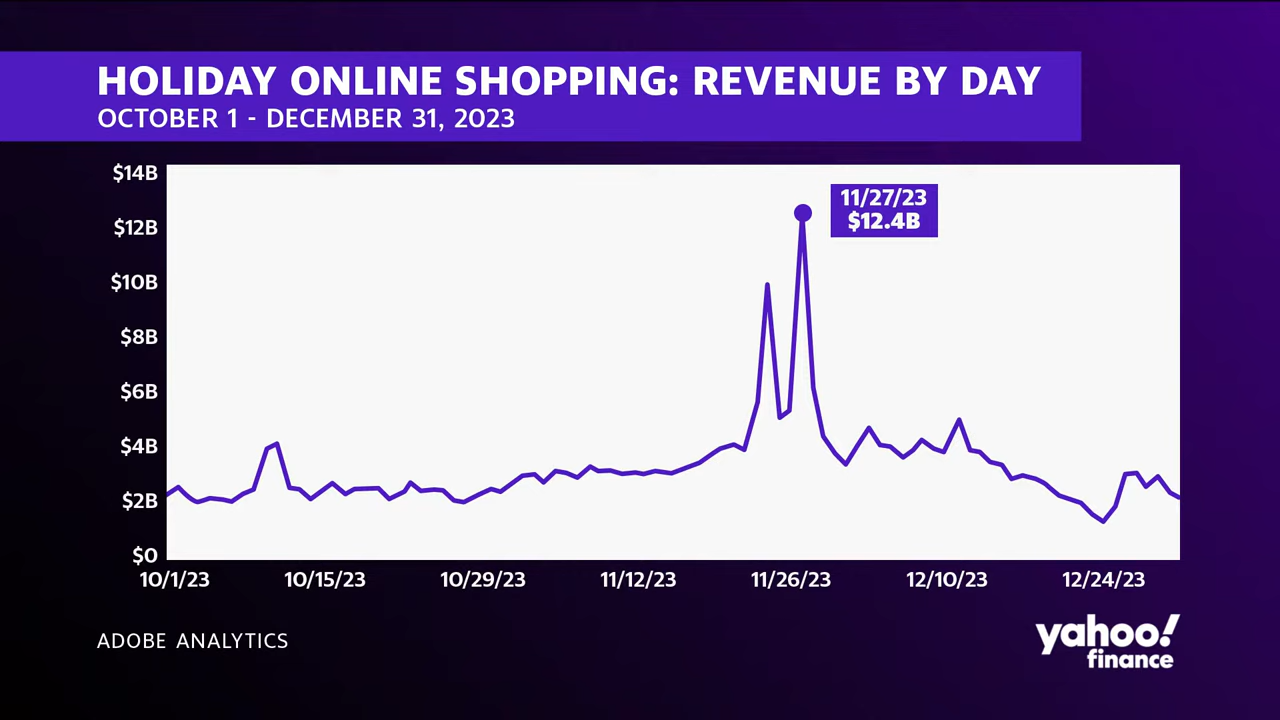 HOLIDAY ONLINE SHOPPING: REVENUE BY DAY
OCTOBER 1 - DECEMBER 31, 2023
$14B
$12B
$10B
$8B
$6B
$4B
$2B
$0
11/27/23
$12.4B
10/1/23 10/15/23 10/29/23 11/12/23 11/26/23 12/10/23 12/24/23
ADOBE ANALYTICS
yahoo!
finance